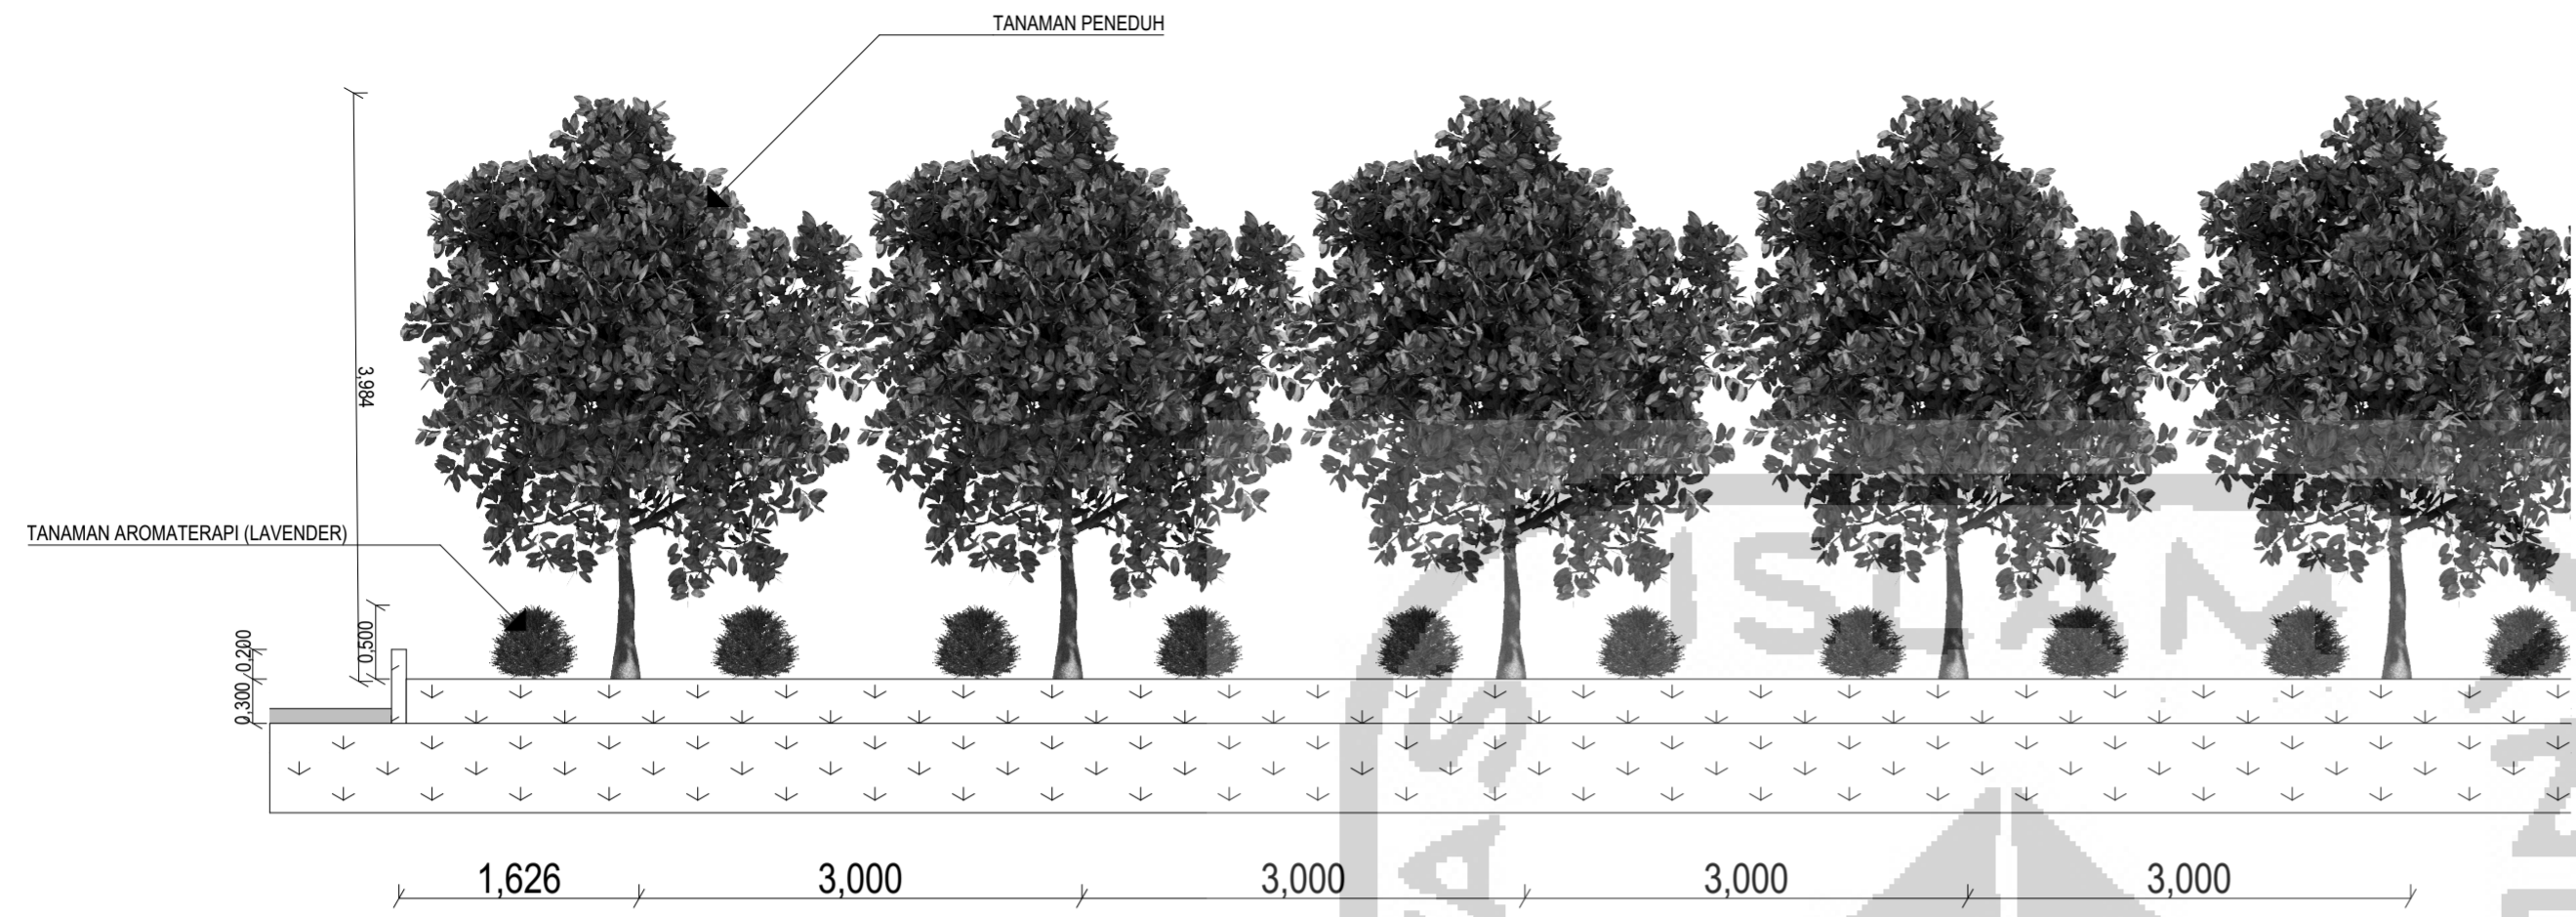 TANAMAN PENEDUH
3,984
TANAMAN AROMATERAPI (LAVENDER)
0,500
0,200
0,300
ISLAM
AS
1,626
3,000
3,000
3,000
3,000